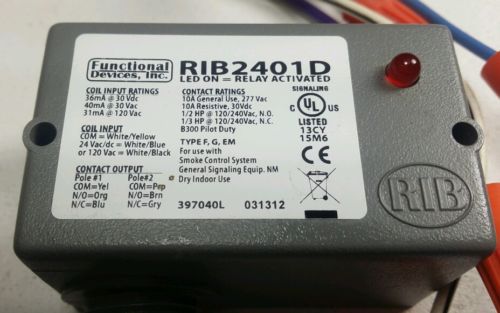 Functional
Devices, Inc.
RIB2401D
LED ON = RELAY ACTIVATED
COIL INPUT RATINGS
36mA @ 30 Vdc
40mA @ 30 Vac
31mA @ 120 Vac
COIL INPUT
COM = White/Yellow
24 Vac/dc = White/Blue
or 120 Vac = White/Black
CONTACT OUTPUT
Pole #1 Pole#2
COM=Yel COM=Prp
N/O=Org N/O=Brn
N/C=Blu N/C=Gry
CONTACT RATINGS
10A General Use, 277 Vac
10A Resistive, 30Vdc
1/2 HP @ 120/240Vac, N.O.
1/3 HP @ 120/240Vac, N.C.
B300 Pilot Duty
TYPE F, G, EM
For use with
Smoke Control System
General Signaling Equip. NM
Dry Indoor Use
397040L 031312
SIGNALING
C UL US
LISTED
13CY
15M6
CE
RIB